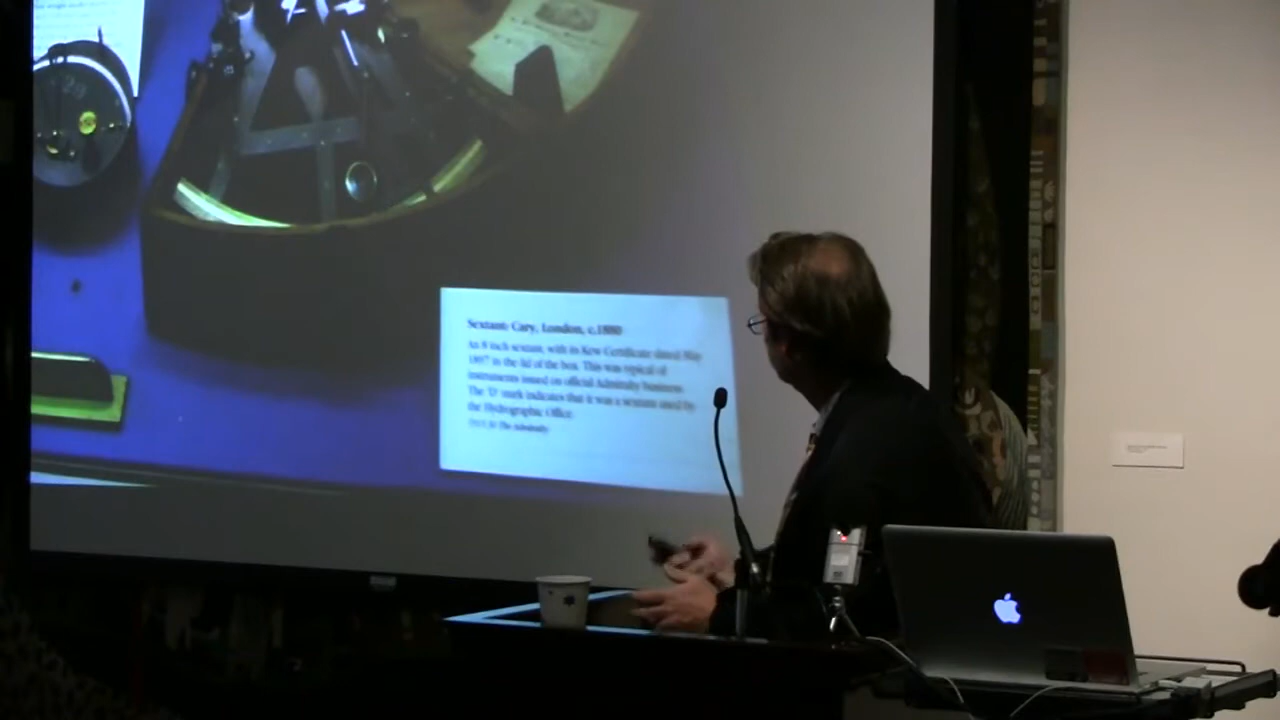 Sextant: Cary, London, c.1880
An 8 inch sextant, with its Kew Certificate dated May
1897 in the lid of the box. This was typical of
instruments issued on official Admiralty business.
The 'D' mark indicates that it was a sextant used by
the Hydrographic Office.
The Admiralty